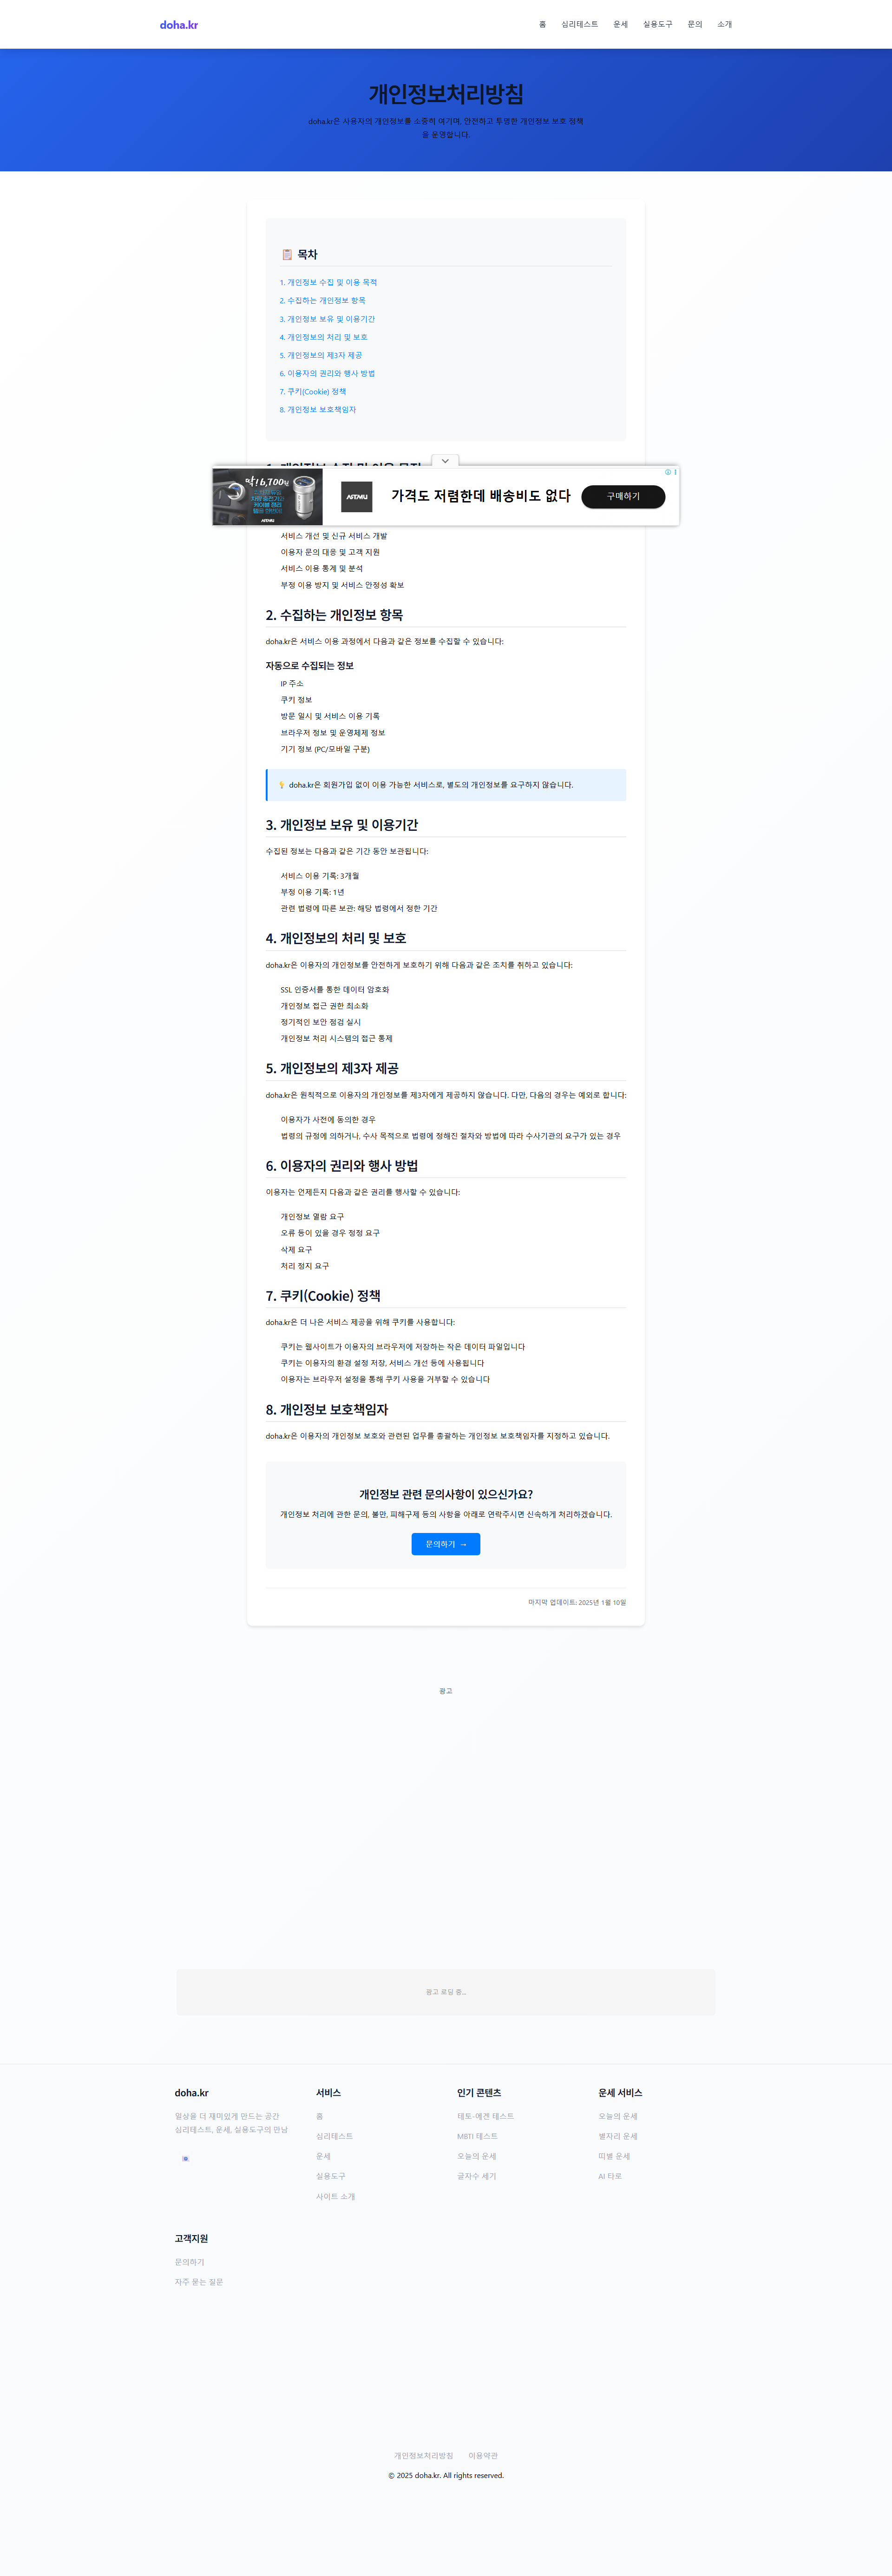 doha.kr
홈 심리테스트 운세 실용도구 문의 소개
개인정보처리방침
doha.kr은 사용자의 개인정보를 소중히 여기며, 안전하고 투명한 개인정보 보호 정책
을 운영합니다.
📋 목차
1. 개인정보 수집 및 이용 목적
2. 수집하는 개인정보 항목
3. 개인정보 보유 및 이용기간
4. 개인정보의 처리 및 보호
5. 개인정보의 제3자 제공
6. 이용자의 권리와 행사 방법
7. 쿠키(Cookie) 정책
8. 개인정보 보호책임자
딱! 6,700원
ASTMU
가격도 저렴한데 배송비도 없다
구매하기
서비스 개선 및 신규 서비스 개발
이용자 문의 대응 및 고객 지원
서비스 이용 통계 및 분석
부정 이용 방지 및 서비스 안정성 확보
2. 수집하는 개인정보 항목
doha.kr은 서비스 이용 과정에서 다음과 같은 정보를 수집할 수 있습니다:
자동으로 수집되는 정보
IP 주소
쿠키 정보
방문 일시 및 서비스 이용 기록
브라우저 정보 및 운영체제 정보
기기 정보 (PC/모바일 구분)
💡 doha.kr은 회원가입 없이 이용 가능한 서비스로, 별도의 개인정보를 요구하지 않습니다.
3. 개인정보 보유 및 이용기간
수집된 정보는 다음과 같은 기간 동안 보관됩니다:
서비스 이용 기록: 3개월
부정 이용 기록: 1년
관련 법령에 따른 보관: 해당 법령에서 정한 기간
4. 개인정보의 처리 및 보호
doha.kr은 이용자의 개인정보를 안전하게 보호하기 위해 다음과 같은 조치를 취하고 있습니다:
SSL 인증서를 통한 데이터 암호화
개인정보 접근 권한 최소화
정기적인 보안 점검 실시
개인정보 처리 시스템의 접근 통제
5. 개인정보의 제3자 제공
doha.kr은 원칙적으로 이용자의 개인정보를 제3자에게 제공하지 않습니다. 다만, 다음의 경우는 예외로 합니다:
이용자가 사전에 동의한 경우
법령의 규정에 의하거나, 수사 목적으로 법령에 정해진 절차와 방법에 따라 수사기관의 요구가 있는 경우
6. 이용자의 권리와 행사 방법
이용자는 언제든지 다음과 같은 권리를 행사할 수 있습니다:
개인정보 열람 요구
오류 등이 있을 경우 정정 요구
삭제 요구
처리 정지 요구
7. 쿠키(Cookie) 정책
doha.kr은 더 나은 서비스 제공을 위해 쿠키를 사용합니다:
쿠키는 웹사이트가 이용자의 브라우저에 저장하는 작은 데이터 파일입니다
쿠키는 이용자의 환경 설정 저장, 서비스 개선 등에 사용됩니다
이용자는 브라우저 설정을 통해 쿠키 사용을 거부할 수 있습니다
8. 개인정보 보호책임자
doha.kr은 이용자의 개인정보 보호와 관련된 업무를 총괄하는 개인정보 보호책임자를 지정하고 있습니다.
개인정보 관련 문의사항이 있으신가요?
개인정보 처리에 관한 문의, 불만, 피해구제 등의 사항을 아래로 연락주시면 신속하게 처리하겠습니다.
문의하기 →
마지막 업데이트: 2025년 1월 10일
광고
광고 로딩 중...
doha.kr
일상을 더 재미있게 만드는 공간
심리테스트, 운세, 실용도구의 만남
서비스
홈
심리테스트
운세
실용도구
사이트 소개
인기 콘텐츠
테토-에겐 테스트
MBTI 테스트
오늘의 운세
글자수 세기
운세 서비스
오늘의 운세
별자리 운세
띠별 운세
AI 타로
고객지원
문의하기
자주 묻는 질문
개인정보처리방침 이용약관
© 2025 doha.kr. All rights reserved.